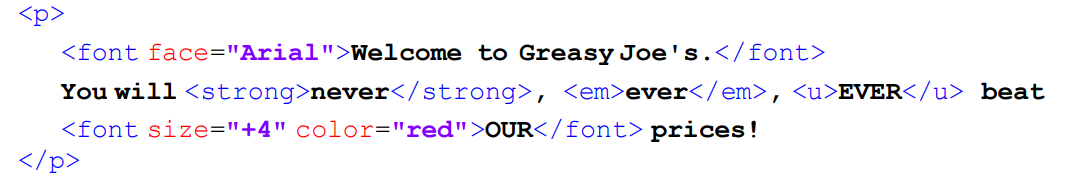 <p>
<font face="Arial">Welcome to Greasy Joe's.</font>
You will <strong>never</strong>, <em>ever</em>, <u>EVER</u> beat
<font size="+4" color="red">OUR</font> prices!
</p>